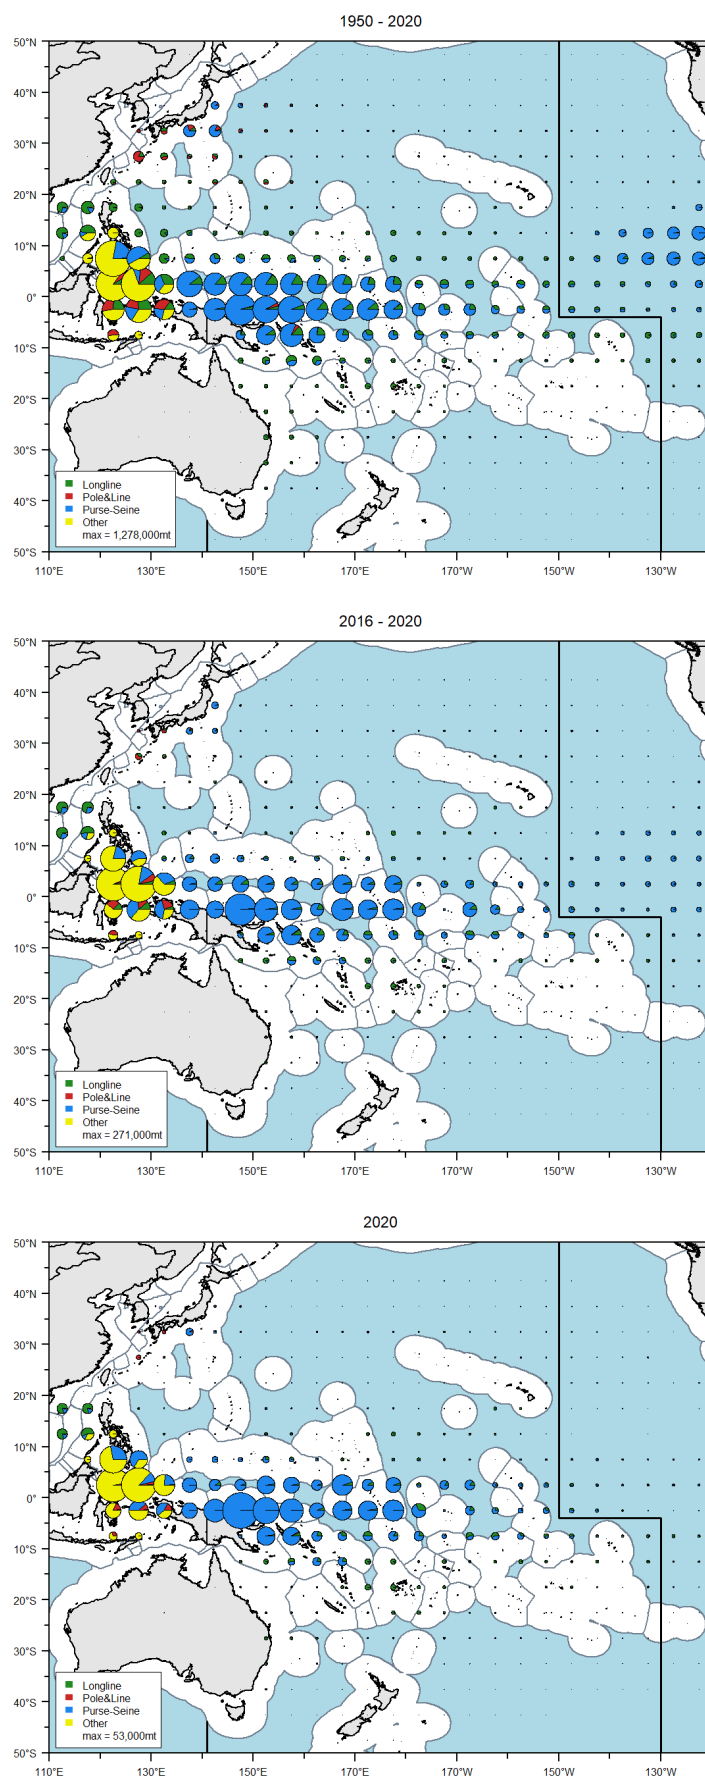 1950 - 2020
50°N
40°N
30°N
20°N
10°N
0°
10°S
20°S
30°S
40°S
50°S
Longline
Pole&Line
Purse-Seine
Other
max = 1,278,000mt
110°E 130°E 150°E 170°E 170°W 150°W 130°W
2016 - 2020
50°N
40°N
30°N
20°N
10°N
0°
10°S
20°S
30°S
40°S
50°S
Longline
Pole&Line
Purse-Seine
Other
max = 271,000mt
110°E 130°E 150°E 170°E 170°W 150°W 130°W
2020
50°N
40°N
30°N
20°N
10°N
0°
10°S
20°S
30°S
40°S
50°S
Longline
Pole&Line
Purse-Seine
Other
max = 53,000mt
110°E 130°E 150°E 170°E 170°W 150°W 130°W